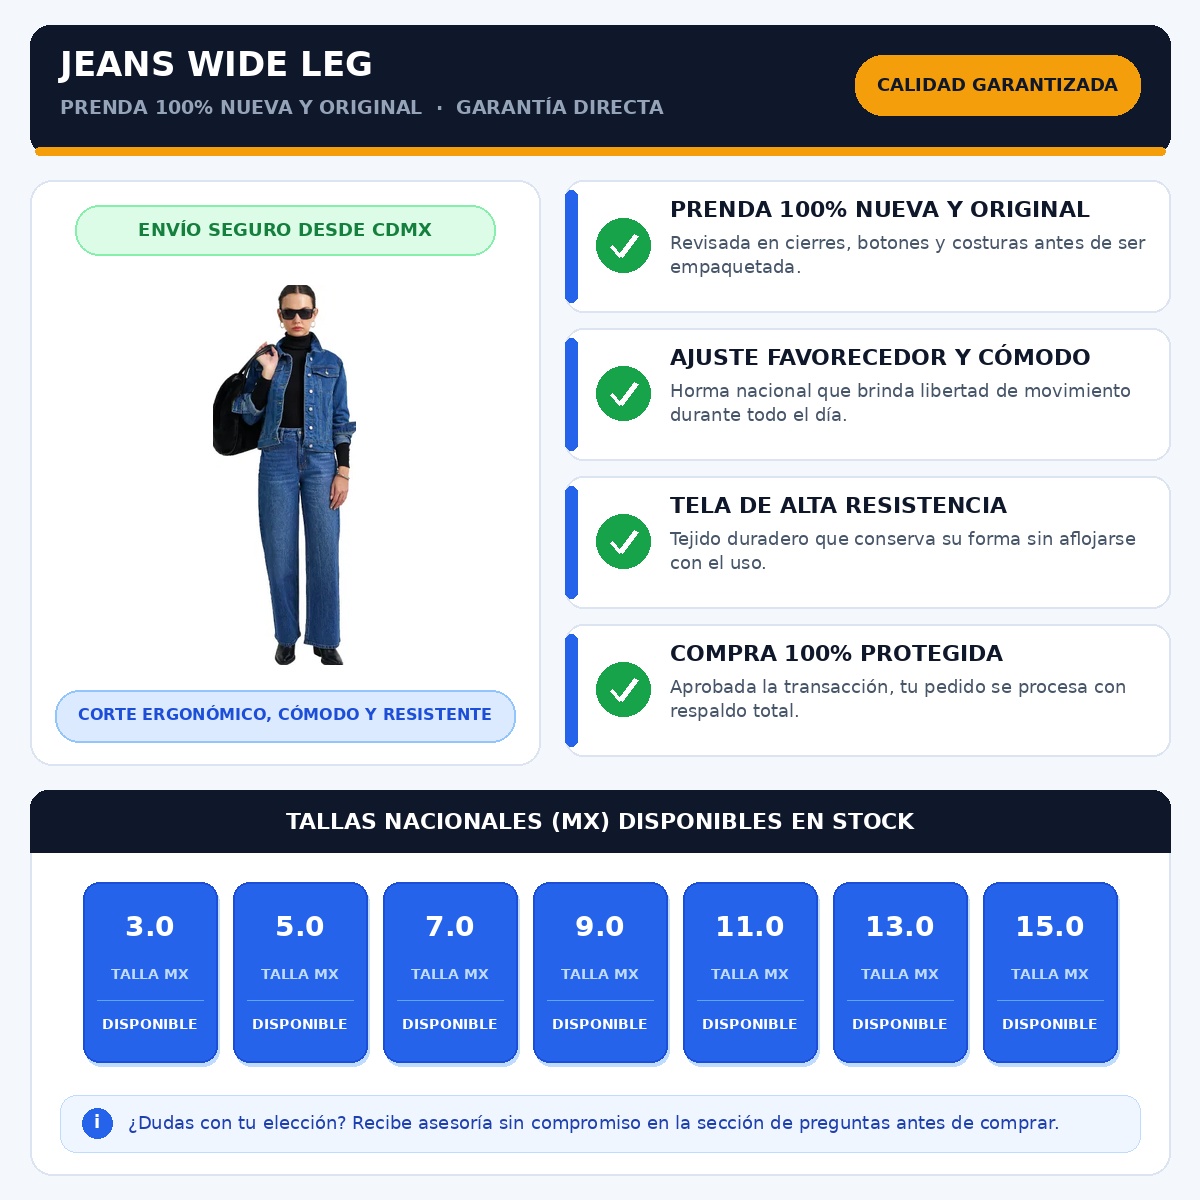 JEANS WIDE LEG
PRENDA 100% NUEVA Y ORIGINAL · GARANTÍA DIRECTA
CALIDAD GARANTIZADA
ENVÍO SEGURO DESDE CDMX
CORTE ERGONÓMICO, CÓMODO Y RESISTENTE
PRENDA 100% NUEVA Y ORIGINAL
Revisada en cierres, botones y costuras antes de ser
empaquetada.
AJUSTE FAVORECEDOR Y CÓMODO
Horma nacional que brinda libertad de movimiento
durante todo el día.
TELA DE ALTA RESISTENCIA
Tejido duradero que conserva su forma sin aflojarse
con el uso.
COMPRA 100% PROTEGIDA
Aprobada la transacción, tu pedido se procesa con
respaldo total.
TALLAS NACIONALES (MX) DISPONIBLES EN STOCK
3.0
TALLA MX
DISPONIBLE
5.0
TALLA MX
DISPONIBLE
7.0
TALLA MX
DISPONIBLE
9.0
TALLA MX
DISPONIBLE
11.0
TALLA MX
DISPONIBLE
13.0
TALLA MX
DISPONIBLE
15.0
TALLA MX
DISPONIBLE
i ¿Dudas con tu elección? Recibe asesoría sin compromiso en la sección de preguntas antes de comprar.